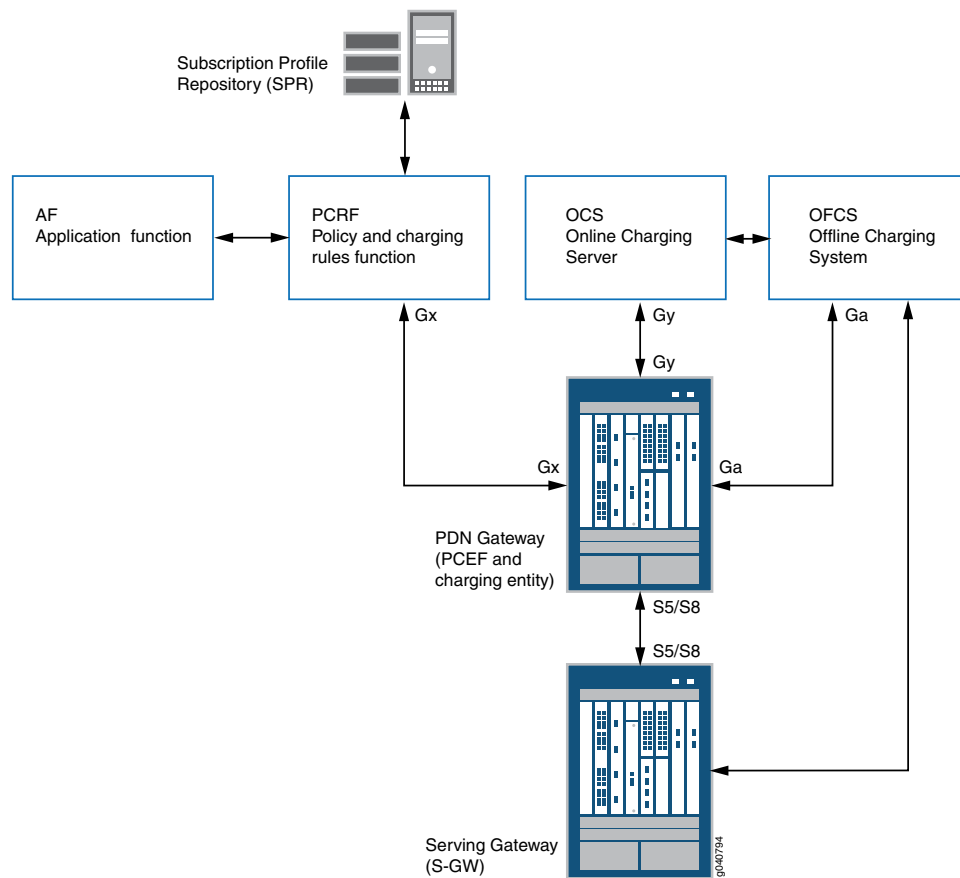 Subscription Profile
Repository (SPR)
AF
Application function
PCRF
Policy and charging
rules function
OCS
Online Charging
Server
OFCS
Offline Charging
System
Gx
Gy
Ga
Gy
Gx
Ga
PDN Gateway
(PCEF and
charging entity)
S5/S8
S5/S8
Serving Gateway
(S-GW)
g040794